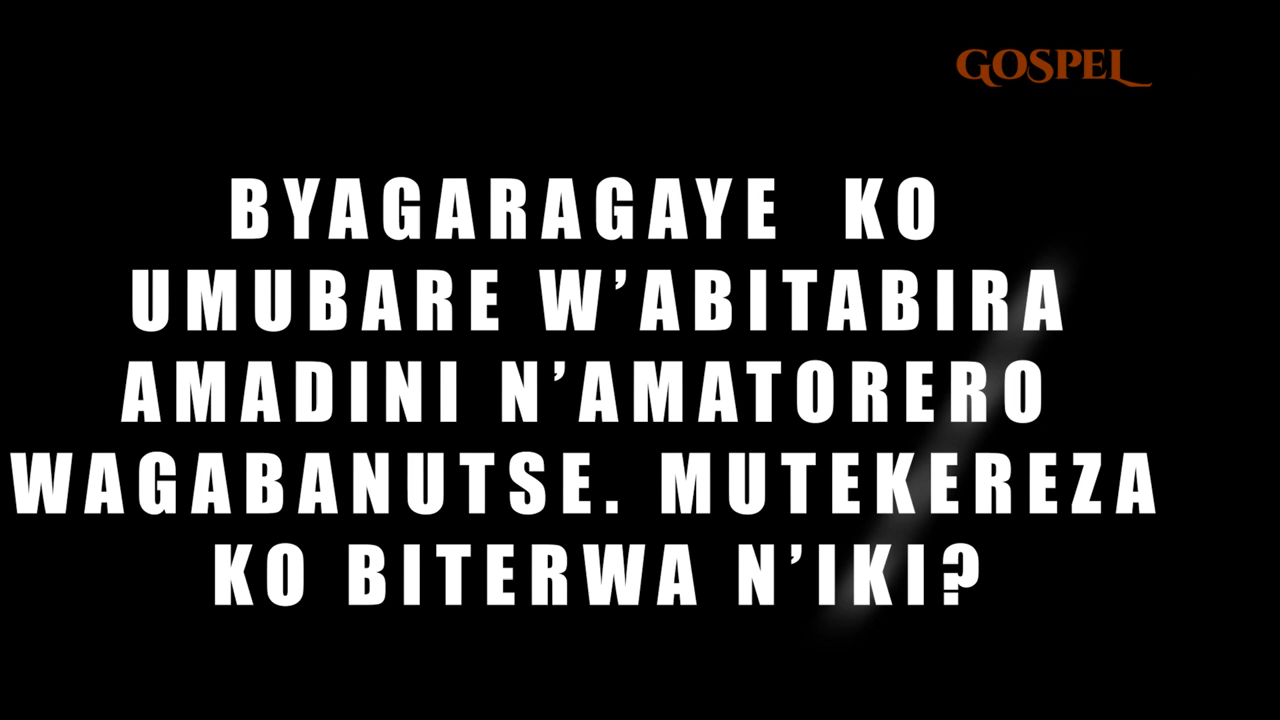 GOSPEL
BYAGARAGAYE KO
UMUBARE W’ABITABIRA
AMADINI N’AMATORERO
WAGABANUTSE. MUTEKEREZA
KO BITERWA N’IKI?